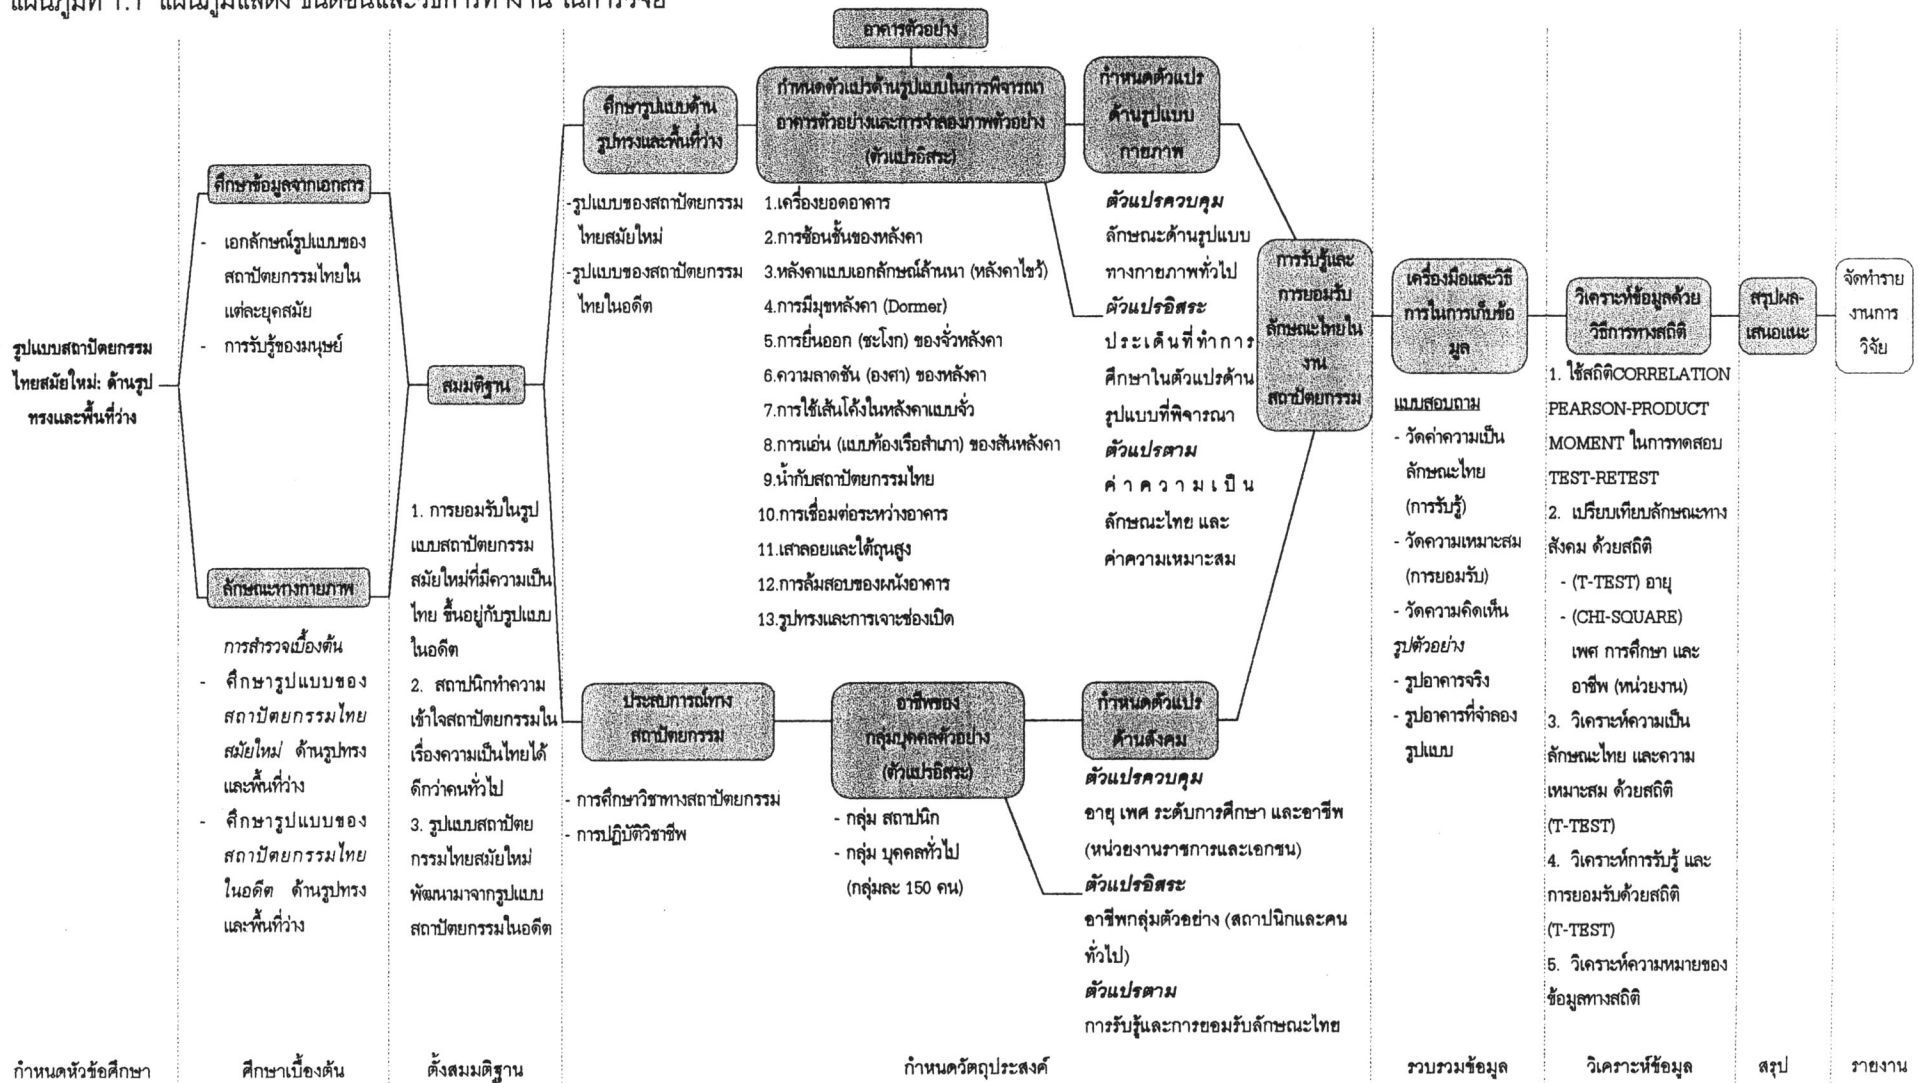 แผนภูมิที่ 1.1 แผนภูมิแสดง ขั้นตอนและวิธีการทำงาน ในการวิจัย
รูปแบบสถาปัตยกรรม
ไทยสมัยใหม่: ด้านรูป
ทรงและพื้นที่ว่าง
กำหนดหัวข้อศึกษา
ศึกษาข้อมูลจากเอกสาร
- เอกลักษณ์รูปแบบของ
สถาปัตยกรรมไทยใน
แต่ละยุคสมัย
- การรับรู้ของมนุษย์
ลักษณะทางกายภาพ
การสำรวจเบื้องต้น
- ศึกษารูปแบบของ
สถาปัตยกรรมไทย
สมัยใหม่ ด้านรูปทรง
และพื้นที่ว่าง
- ศึกษารูปแบบของ
สถาปัตยกรรมไทย
ในอดีต ด้านรูปทรง
และพื้นที่ว่าง
ศึกษาเบื้องต้น
สมมติฐาน
1. การยอมรับในรูป
แบบสถาปัตยกรรม
สมัยใหม่ที่มีความเป็น
ไทย ขึ้นอยู่กับรูปแบบ
ในอดีต
2. สถาปนิกทำความ
เข้าใจสถาปัตยกรรมใน
เรื่องความเป็นไทยได้
ดีกว่าคนทั่วไป
3. รูปแบบสถาปัตย
กรรมไทยสมัยใหม่
พัฒนามาจากรูปแบบ
สถาปัตยกรรมในอดีต
ตั้งสมมติฐาน
อาคารตัวอย่าง
ศึกษารูปแบบด้าน
รูปทรงและพื้นที่ว่าง
-รูปแบบของสถาปัตยกรรม
ไทยสมัยใหม่
-รูปแบบของสถาปัตยกรรม
ไทยในอดีต
กำหนดตัวแปรด้านรูปแบบในการพิจารณา
อาคารตัวอย่างและการจำลองภาพตัวอย่าง
(ตัวแปรอิสระ)
1.เครื่องยอดอาคาร
2.การซ้อนชั้นของหลังคา
3.หลังคาแบบเอกลักษณ์ล้านนา (หลังคาไขว้)
4.การมีมุขหลังคา (Dormer)
5.การยื่นออก (ชะโงก) ของจั่วหลังคา
6.ความลาดชัน (องศา) ของหลังคา
7.การใช้เส้นโค้งในหลังคาแบบจั่ว
8.การแอ่น (แบบท้องเรือสำเภา) ของสันหลังคา
9.น้ำกับสถาปัตยกรรมไทย
10.การเชื่อมต่อระหว่างอาคาร
11.เสาลอยและใต้ถุนสูง
12.การล้มสอบของผนังอาคาร
13.รูปทรงและการเจาะช่องเปิด
กำหนดตัวแปร
ด้านรูปแบบ
กายภาพ
ตัวแปรควบคุม
ลักษณะด้านรูปแบบ
ทางกายภาพทั่วไป
ตัวแปรอิสระ
ประเด็นที่ทำการ
ศึกษาในตัวแปรด้าน
รูปแบบที่พิจารณา
ตัวแปรตาม
ค่าความเป็น
ลักษณะไทย และ
ค่าความเหมาะสม
ประสบการณ์ทาง
สถาปัตยกรรม
- การศึกษาวิชาทางสถาปัตยกรรม
- การปฏิบัติวิชาชีพ
อาชีพของ
กลุ่มบุคคลตัวอย่าง
(ตัวแปรอิสระ)
- กลุ่ม สถาปนิก
- กลุ่ม บุคคลทั่วไป
(กลุ่มละ 150 คน)
กำหนดตัวแปร
ด้านสังคม
ตัวแปรควบคุม
อายุ เพศ ระดับการศึกษา และอาชีพ
(หน่วยงานราชการและเอกชน)
ตัวแปรอิสระ
อาชีพกลุ่มตัวอย่าง (สถาปนิกและคน
ทั่วไป)
ตัวแปรตาม
การรับรู้และการยอมรับลักษณะไทย
การรับรู้และ
การยอมรับ
ลักษณะไทยใน
งาน
สถาปัตยกรรม
กำหนดวัตถุประสงค์
เครื่องมือและวิธี
การในการเก็บข้อ
มูล
แบบสอบถาม
- วัดค่าความเป็น
ลักษณะไทย
(การรับรู้)
- วัดความเหมาะสม
(การยอมรับ)
- วัดความคิดเห็น
รูปตัวอย่าง
- รูปอาคารจริง
- รูปอาคารที่จำลอง
รูปแบบ
รวบรวมข้อมูล
วิเคราะห์ข้อมูลด้วย
วิธีการทางสถิติ
1. ใช้สถิติCORRELATION
PEARSON-PRODUCT
MOMENT ในการทดสอบ
TEST-RETEST
2. เปรียบเทียบลักษณะทาง
สังคม ด้วยสถิติ
- (T-TEST) อายุ
- (CHI-SQUARE)
เพศ การศึกษา และ
อาชีพ (หน่วยงาน)
3. วิเคราะห์ความเป็น
ลักษณะไทย และความ
เหมาะสม ด้วยสถิติ
(T-TEST)
4. วิเคราะห์การรับรู้ และ
การยอมรับด้วยสถิติ
(T-TEST)
5. วิเคราะห์ความหมายของ
ข้อมูลทางสถิติ
วิเคราะห์ข้อมูล
สรุปผล-
เสนอแนะ
สรุป
จัดทำราย
งานการ
วิจัย
รายงาน